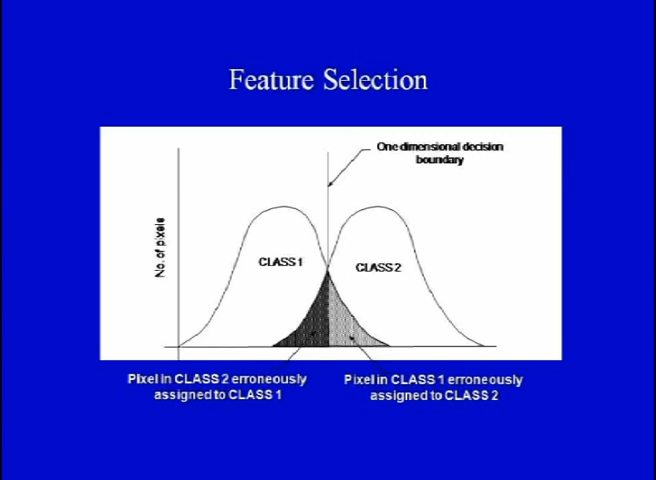 Feature Selection
One dimensional decision
boundary
No. of pixels
CLASS 1
CLASS 2
Pixel in CLASS 2 erroneously
assigned to CLASS 1
Pixel in CLASS 1 erroneously
assigned to CLASS 2